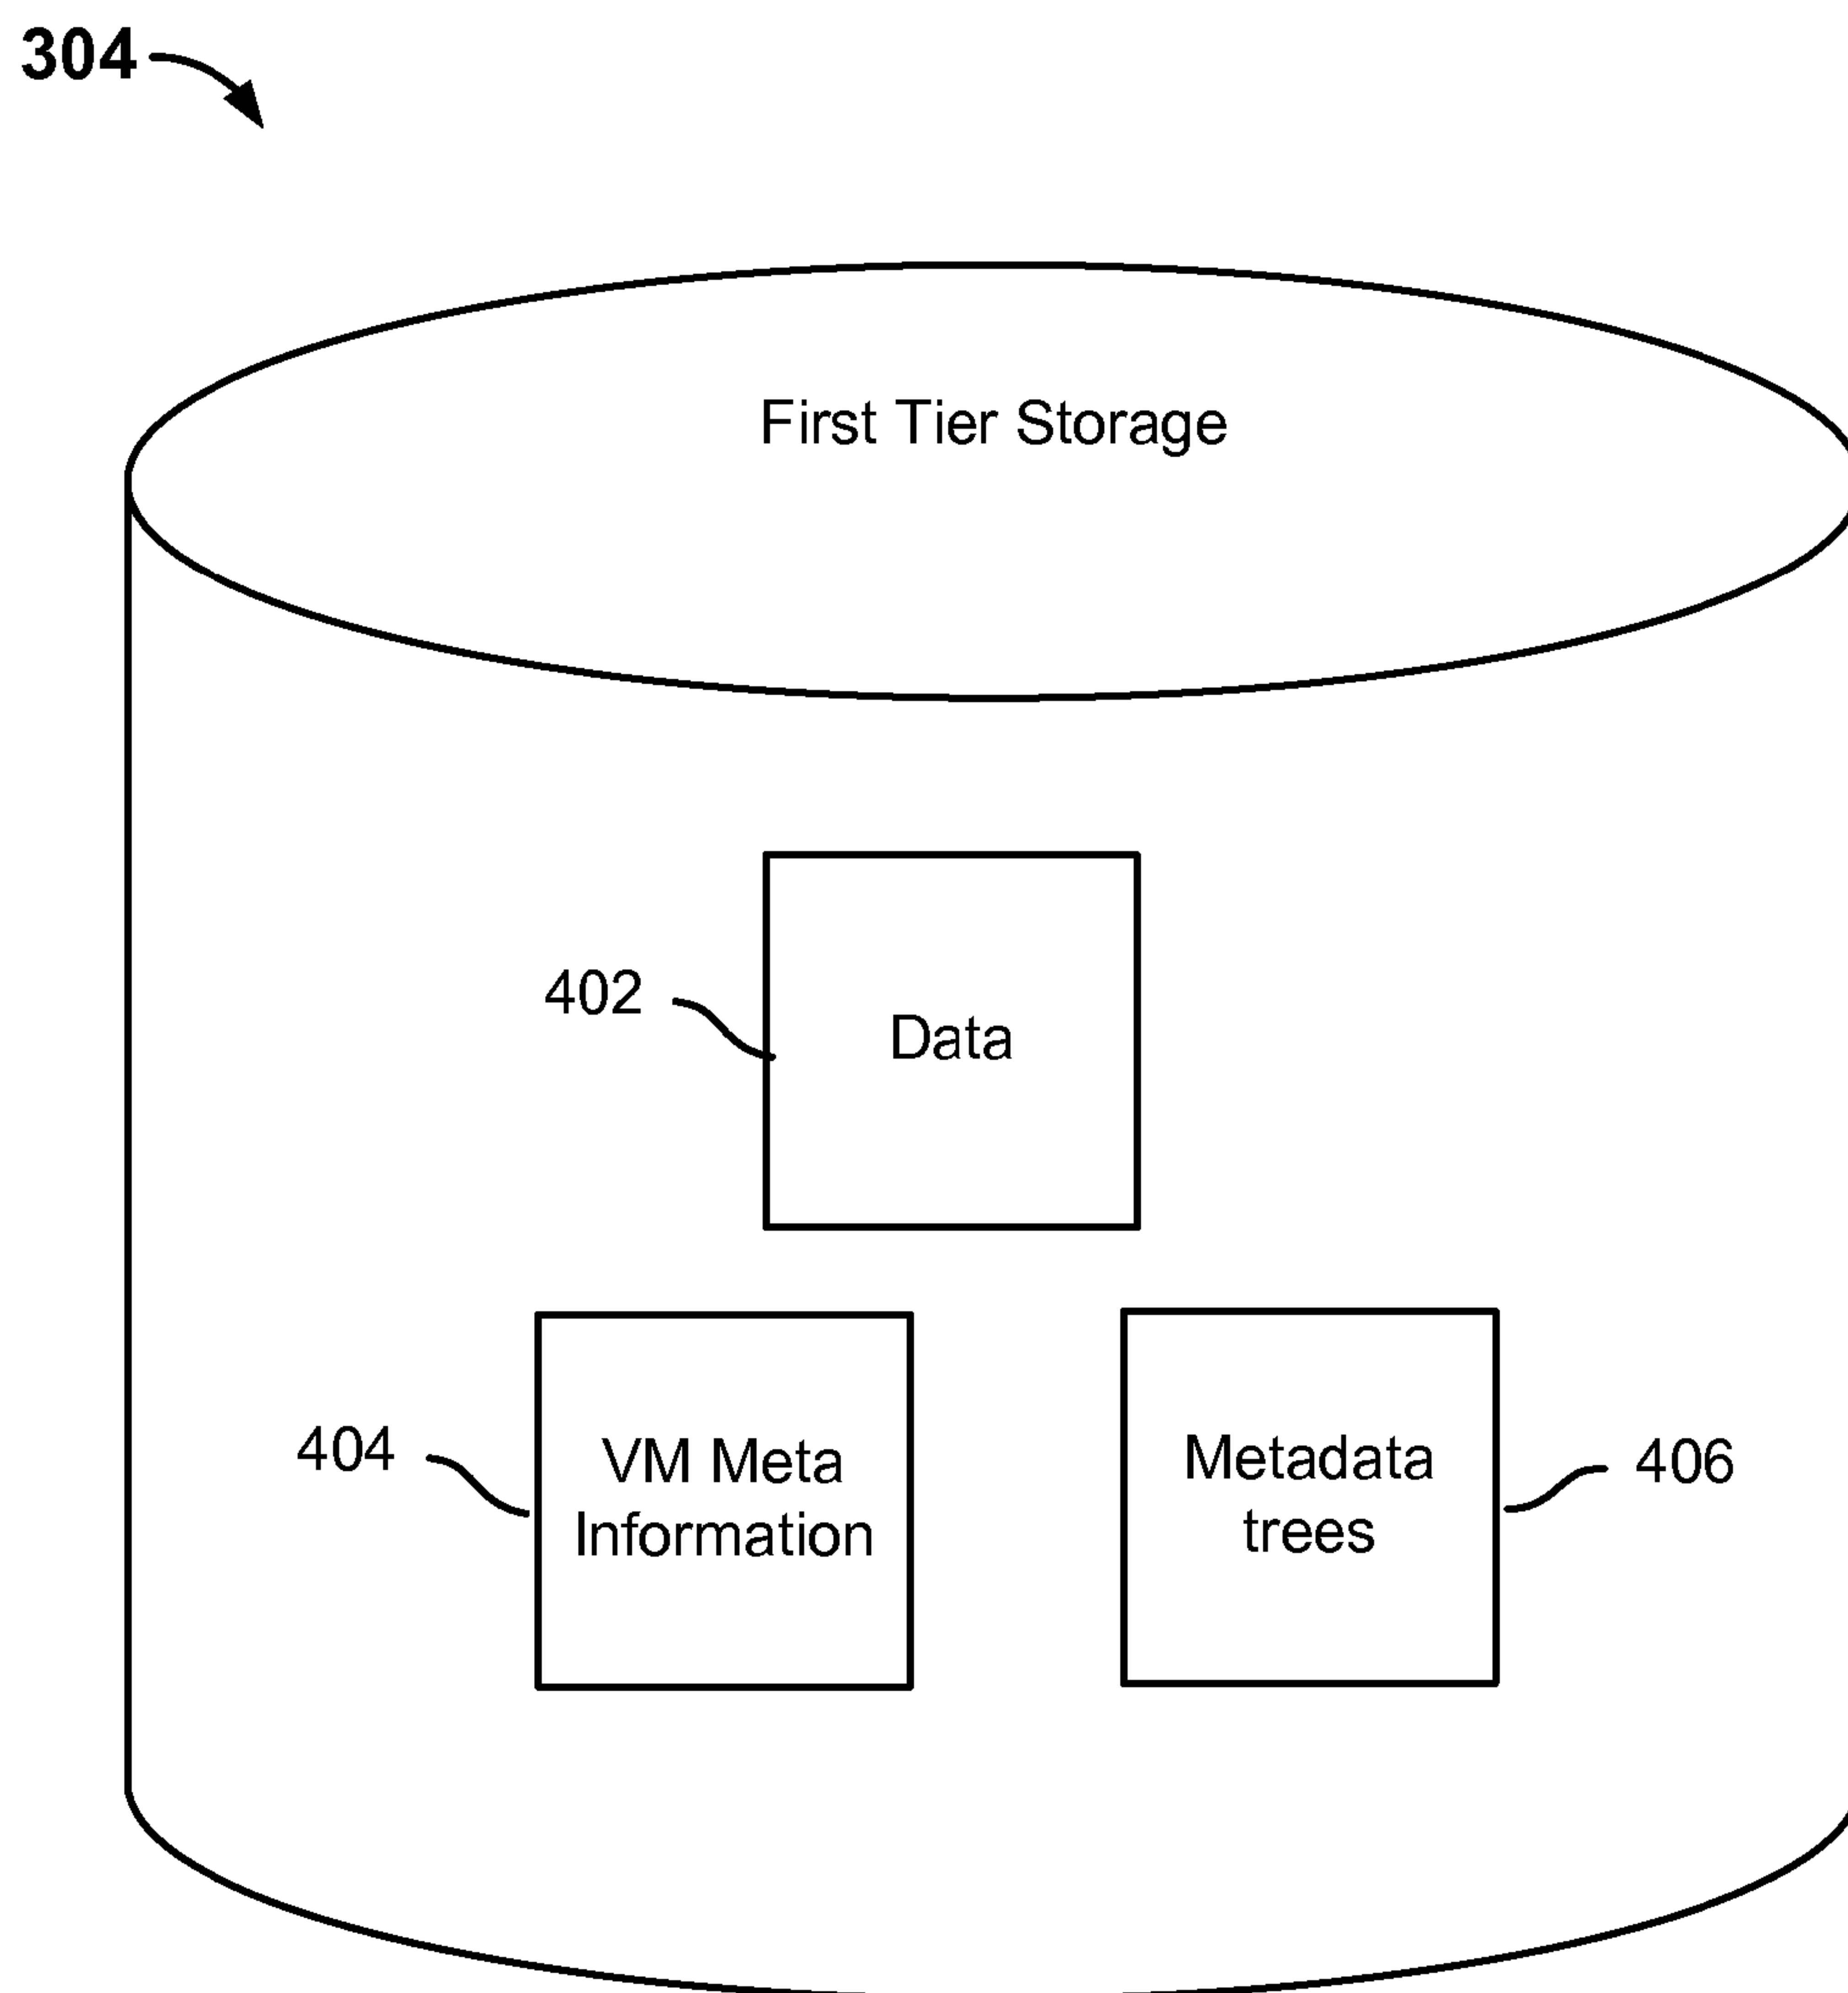 304
First Tier Storage
402
Data
404
VM Meta
Information
Metadata
trees
406